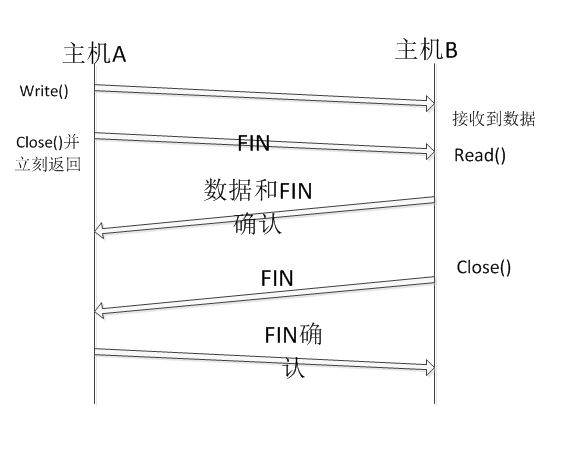 主机A
主机B
Write()
接收到数据
Close()并
立刻返回
FIN
Read()
数据和FIN
确认
Close()
FIN
FIN确
认